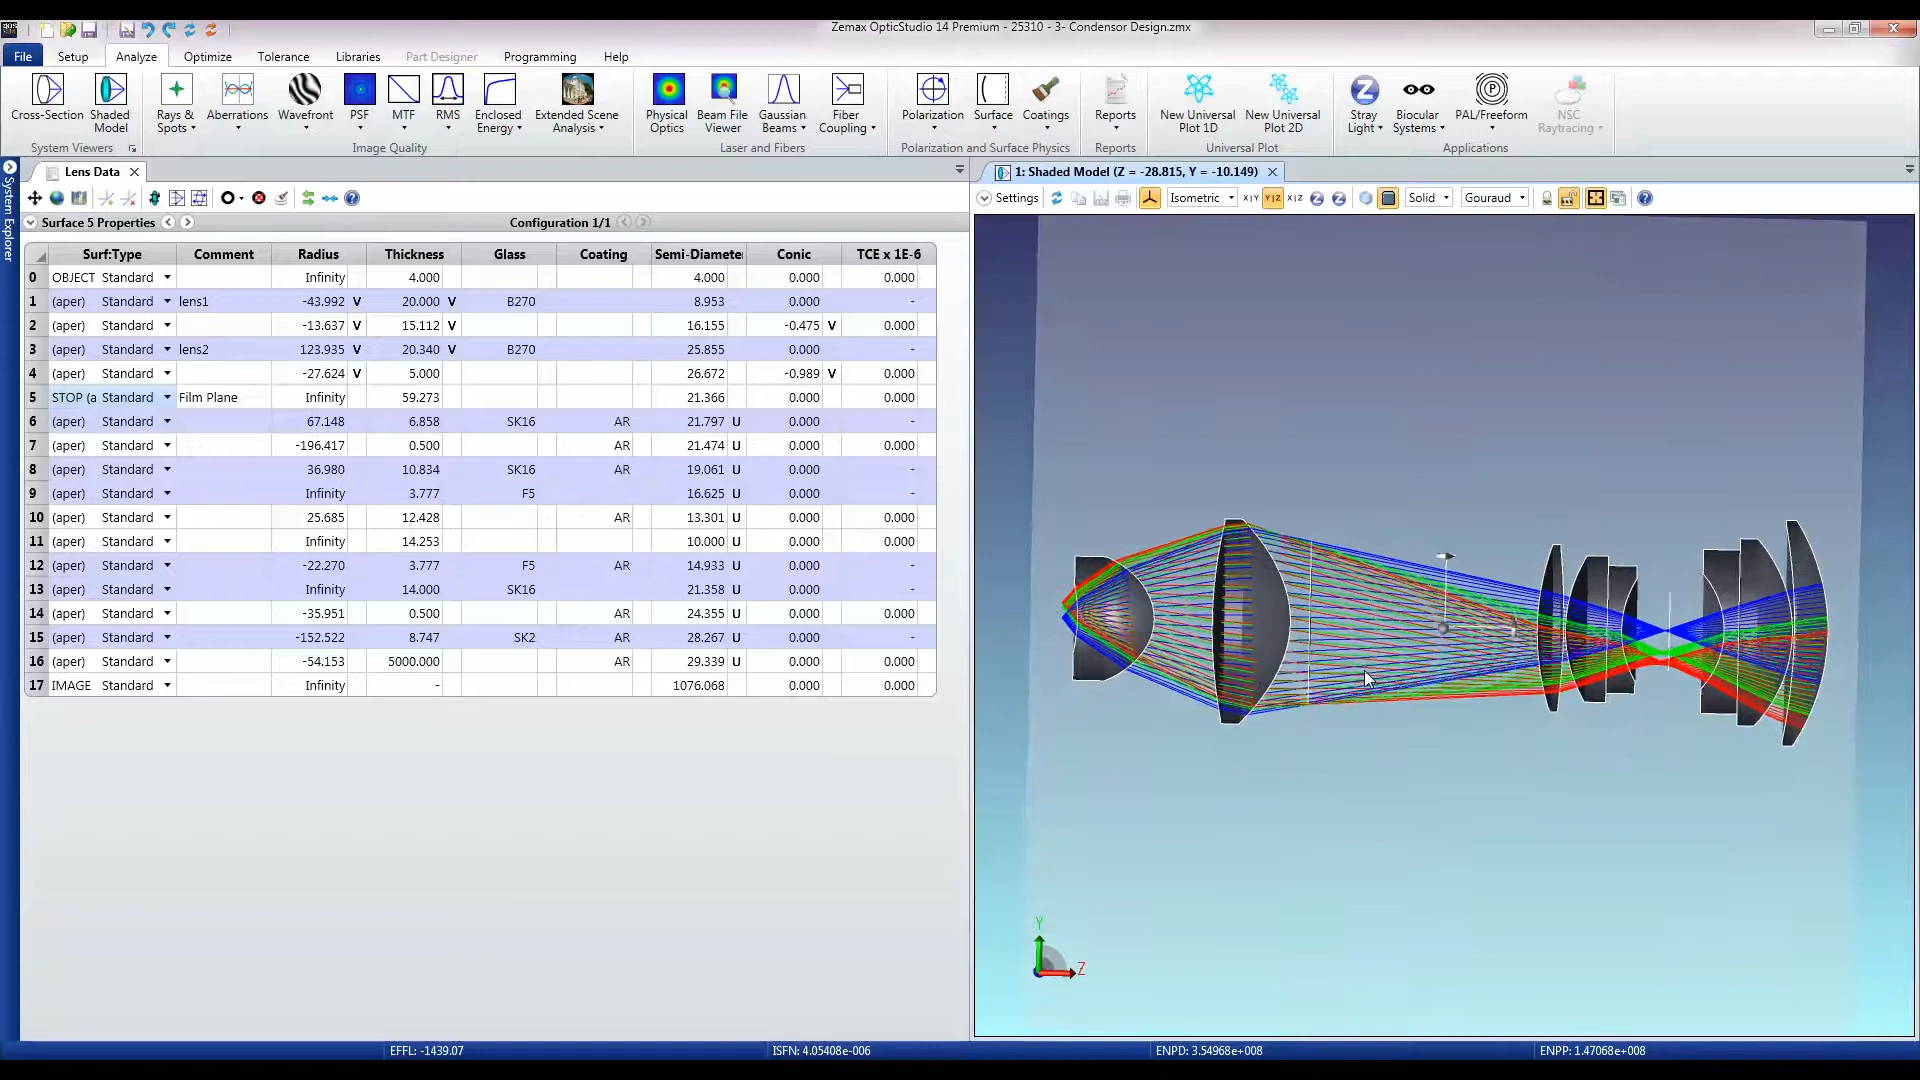 Zemax OpticStudio 14 Premium - 25310 - 3- Condensor Design.zmx
File Setup Analyze Optimize Tolerance Libraries Part Designer Programming Help
Cross-Section Shaded Model Rays & Spots Aberrations Wavefront PSF MTF RMS Enclosed Energy Extended Scene Analysis Physical Optics Beam File Viewer Gaussian Beams Fiber Coupling Polarization Surface Coatings Reports New Universal Plot 1D New Universal Plot 2D Stray Light Biocular Systems PAL/Freeform NSC Raytracing
System Viewers Image Quality Laser and Fibers Polarization and Surface Physics Reports Universal Plot Applications
System Explorer
Lens Data
Surface 5 Properties Configuration 1/1
Surf:Type Comment Radius Thickness Glass Coating Semi-Diamete Conic TCE x 1E-6
0 OBJECT Standard Infinity 4.000 4.000 0.000 0.000
1 (aper) Standard lens1 -43.992 V 20.000 V B270 8.953 0.000 -
2 (aper) Standard -13.637 V 15.112 V 16.155 -0.475 V 0.000
3 (aper) Standard lens2 123.935 V 20.340 V B270 25.855 0.000 -
4 (aper) Standard -27.624 V 5.000 26.672 -0.989 V 0.000
5 STOP (a Standard Film Plane Infinity 59.273 21.366 0.000 0.000
6 (aper) Standard 67.148 6.858 SK16 AR 21.797 U 0.000 -
7 (aper) Standard -196.417 0.500 AR 21.474 U 0.000 0.000
8 (aper) Standard 36.980 10.834 SK16 AR 19.061 U 0.000 -
9 (aper) Standard Infinity 3.777 F5 16.625 U 0.000 -
10 (aper) Standard 25.685 12.428 AR 13.301 U 0.000 0.000
11 (aper) Standard Infinity 14.253 10.000 U 0.000 0.000
12 (aper) Standard -22.270 3.777 F5 AR 14.933 U 0.000 -
13 (aper) Standard Infinity 14.000 SK16 21.358 U 0.000 -
14 (aper) Standard -35.951 0.500 AR 24.355 U 0.000 0.000
15 (aper) Standard -152.522 8.747 SK2 AR 28.267 U 0.000 -
16 (aper) Standard -54.153 5000.000 AR 29.339 U 0.000 0.000
17 IMAGE Standard Infinity - 1076.068 0.000 0.000
1: Shaded Model (Z = -28.815, Y = -10.149)
Settings Isometric X|Y Y|Z X|Z Solid Gouraud
Y
Z
EFFL: -1439.07 ISFN: 4.05408e-006 ENPD: 3.54968e+008 ENPP: 1.47068e+008